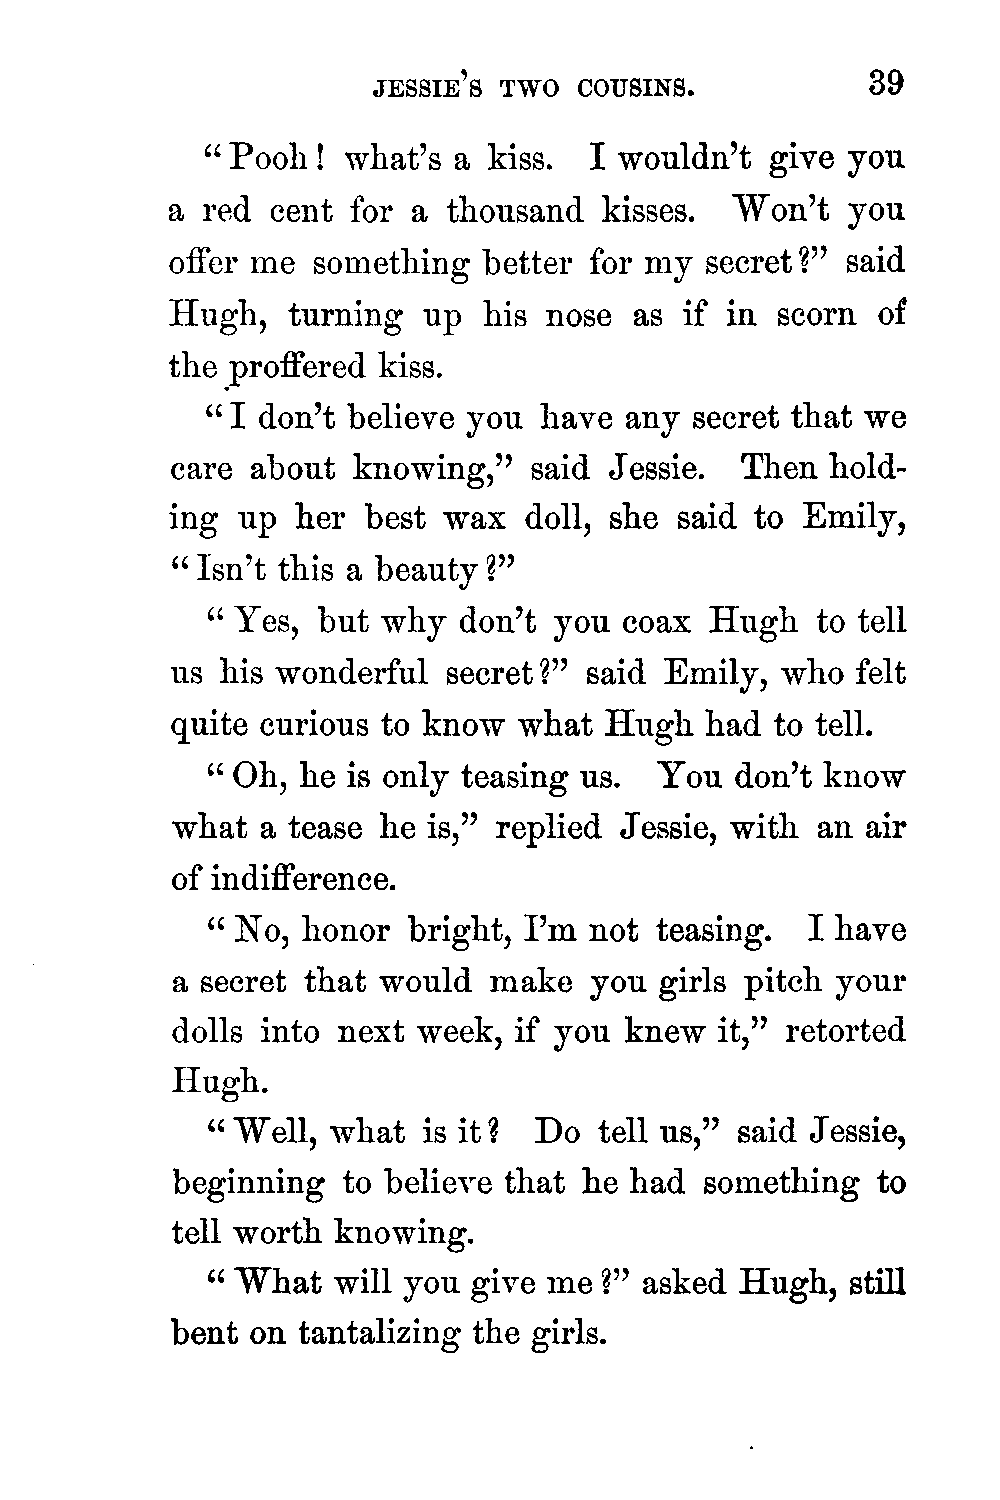 JESSIE'S TWO COUSINS. 39
“Pooh! what’s a kiss. I wouldn’t give you
a red cent for a thousand kisses. Won’t you
offer me something better for my secret?” said
Hugh, turning up his nose as if in scorn of
the proffered kiss.
“I don’t believe you have any secret that we
care about knowing,” said Jessie. Then hold-
ing up her best wax doll, she said to Emily,
“Isn’t this a beauty?”
“Yes, but why don’t you coax Hugh to tell
us his wonderful secret?” said Emily, who felt
quite curious to know what Hugh had to tell.
“Oh, he is only teasing us. You don’t know
what a tease he is,” replied Jessie, with an air
of indifference.
“No, honor bright, I’m not teasing. I have
a secret that would make you girls pitch your
dolls into next week, if you knew it,” retorted
Hugh.
“Well, what is it? Do tell us,” said Jessie,
beginning to believe that he had something to
tell worth knowing.
“What will you give me?” asked Hugh, still
bent on tantalizing the girls.